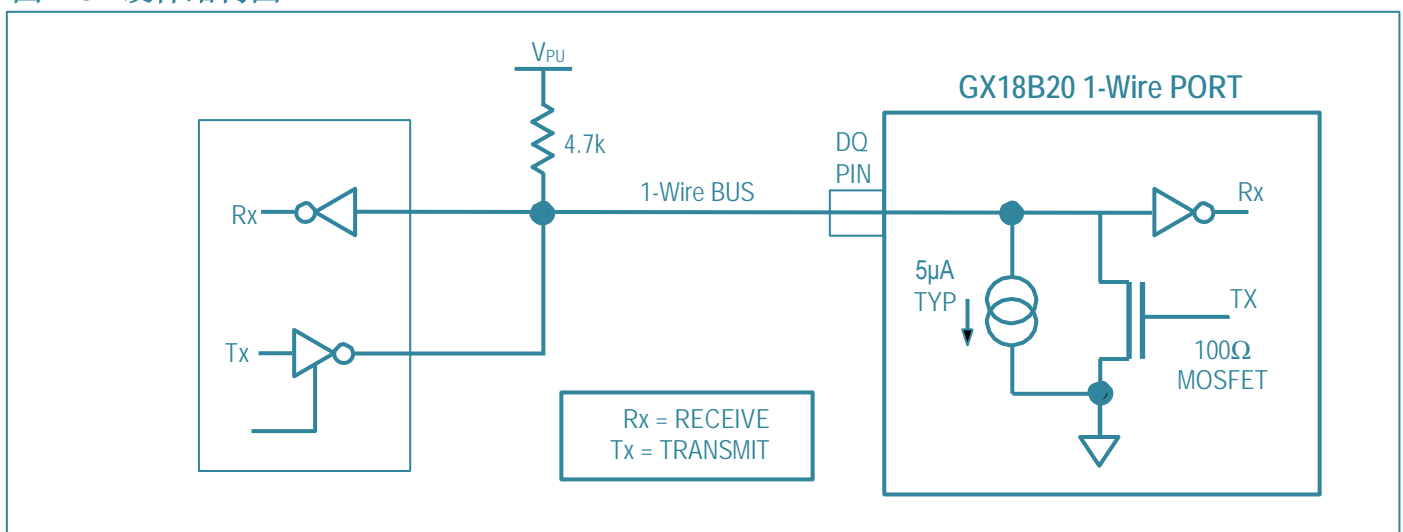 VPU
4.7k
GX18B20 1-Wire PORT
DQ
PIN
1-Wire BUS
Rx
Rx
5µA
TYP
TX
100Ω
MOSFET
Tx
Rx = RECEIVE
Tx = TRANSMIT